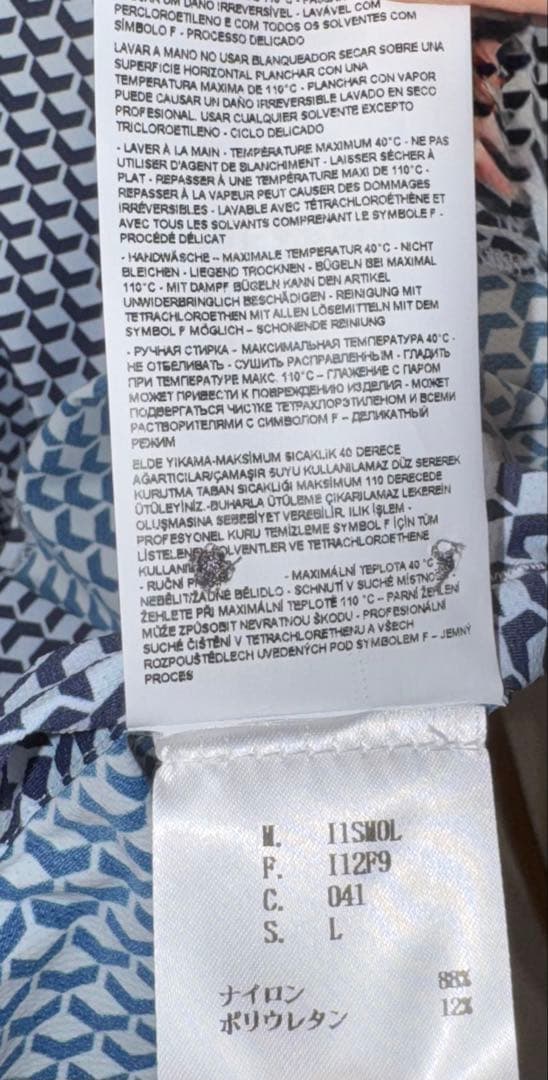 UM DANO IRREVERSÍVEL - LAVÁVEL COM
PERCLOROETILENO E COM TODOS OS SOLVENTES COM
SÍMBOLO F - PROCESSO DELICADO
LAVAR A MANO NO USAR BLANQUEADOR SECAR SOBRE UNA
SUPERFICIE HORIZONTAL PLANCHAR CON UNA
TEMPERATURA MAXIMA DE 110°C - PLANCHAR CON VAPOR
PUEDE CAUSAR UN DAÑO IRREVERSIBLE LAVADO EN SECO
PROFESIONAL. USAR CUALQUIER SOLVENTE EXCEPTO
TRICLOROETILENO - CICLO DELICADO
- LAVER À LA MAIN - TEMPÉRATURE MAXIMUM 40°C - NE PAS
UTILISER D'AGENT DE BLANCHIMENT - LAISSER SÉCHER À
PLAT - REPASSER À UNE TEMPÉRATURE MAXI DE 110°C -
REPASSER À LA VAPEUR PEUT CAUSER DES DOMMAGES
IRRÉVERSIBLES - LAVABLE AVEC TÉTRACHLOROÉTHÈNE ET
AVEC TOUS LES SOLVANTS COMPRENANT LE SYMBOLE F -
PROCÉDÉ DÉLICAT
- HANDWÄSCHE - MAXIMALE TEMPERATUR 40°C - NICHT
BLEICHEN - LIEGEND TROCKNEN - BÜGELN BEI MAXIMAL
110°C - MIT DAMPF BÜGELN KANN DEN ARTIKEL
UNWIDERBRINGLICH BESCHÄDIGEN - REINIGUNG MIT
TETRACHLOROETHEN MIT ALLEN LÖSEMITTELN MIT DEM
SYMBOL F MÖGLICH - SCHONENDE REINIUNG
- РУЧНАЯ СТИРКА - МАКСИМАЛЬНАЯ ТЕМПЕРАТУРА 40°C -
НЕ ОТБЕЛИВАТЬ - СУШИТЬ РАСПРАВЛЕННЫМ - ГЛАДИТЬ
ПРИ ТЕМПЕРАТУРЕ МАКС. 110°C - ГЛАЖЕНИЕ С ПАРОМ
МОЖЕТ ПРИВЕСТИ К ПОВРЕЖДЕНИЮ ИЗДЕЛИЯ - МОЖЕТ
ПОДВЕРГАТЬСЯ ЧИСТКЕ ТЕТРАХЛОРЭТИЛЕНОМ И ВСЕМИ
РАСТВОРИТЕЛЯМИ С СИМВОЛОМ F - ДЕЛИКАТНЫЙ
РЕЖИМ
ELDE YIKAMA-MAKSİMUM SICAKLIK 40 DERECE
AĞARTICILAR/ÇAMAŞIR SUYU KULLANILAMAZ DÜZ SEREREK
KURUTMA TABAN SICAKLIĞI MAKSİMUM 110 DERECEDE
ÜTÜLEYİNİZ.-BUHARLA ÜTÜLEME ÇIKARILAMAZ LEKEREİN
OLUŞMASINA SEBEBİYET VEREBİLİR. ILIK İŞLEM -
PROFESYONEL KURU TEMİZLEME SYMBOL F İÇİN TÜM
LİSTELENEN SOLVENTLER VE TETRACHLOROETHENE
KULLANI
- RUČNÍ P - MAXIMÁLNÍ TEPLOTA 40 °C
NEBĚLIT/ŽÁDNÉ BĚLIDLO - SCHNUTÍ V SUCHÉ MÍSTNOS
ŽEHLETE PŘI MAXIMÁLNÍ TEPLOTĚ 110 °C - PARNÍ ŽEHLENÍ
MŮŽE ZPŮSOBIT NEVRATNOU ŠKODU - PROFESIONÁLNÍ
SUCHÉ ČIŠTĚNÍ V TETRACHLORETHENU A VŠECH
ROZPOUŠTĚDLECH UVEDENÝCH POD SYMBOLEM F - JEMNÝ
PROCES
M. I1SMOL
F. I12F9
C. 041
S. L
ナイロン 88%
ポリウレタン 12%